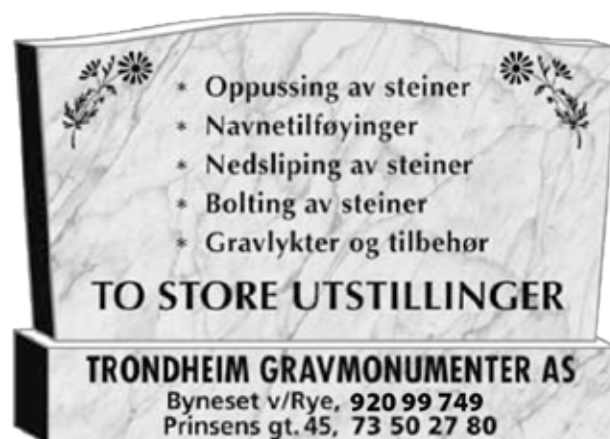 * Oppussing av steiner
* Navnetilføyinger
* Nedsliping av steiner
* Bolting av steiner
* Gravlykter og tilbehør
TO STORE UTSTILLINGER
TRONDHEIM GRAVMONUMENTER AS
Byneset v/Rye, 920 99 749
Prinsens gt. 45, 73 50 27 80